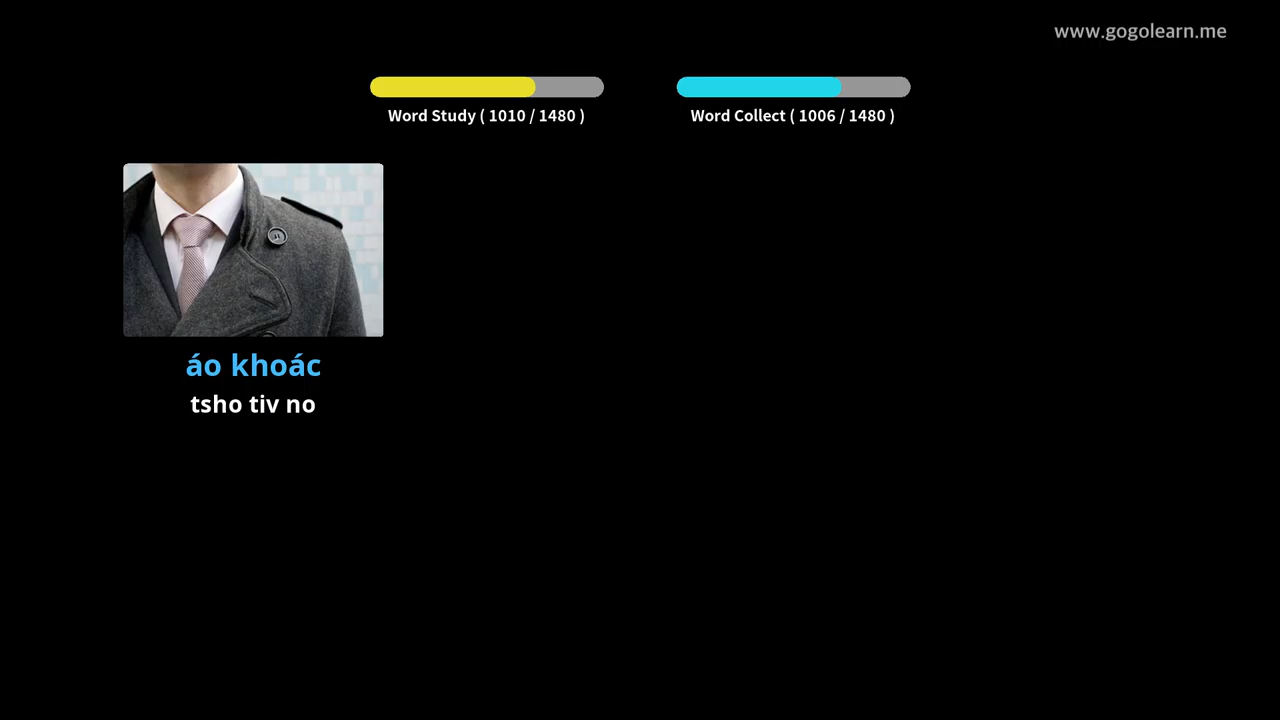 www.gogolearn.me
Word Study ( 1010 / 1480 )
Word Collect ( 1006 / 1480 )
áo khoác
tsho tiv no